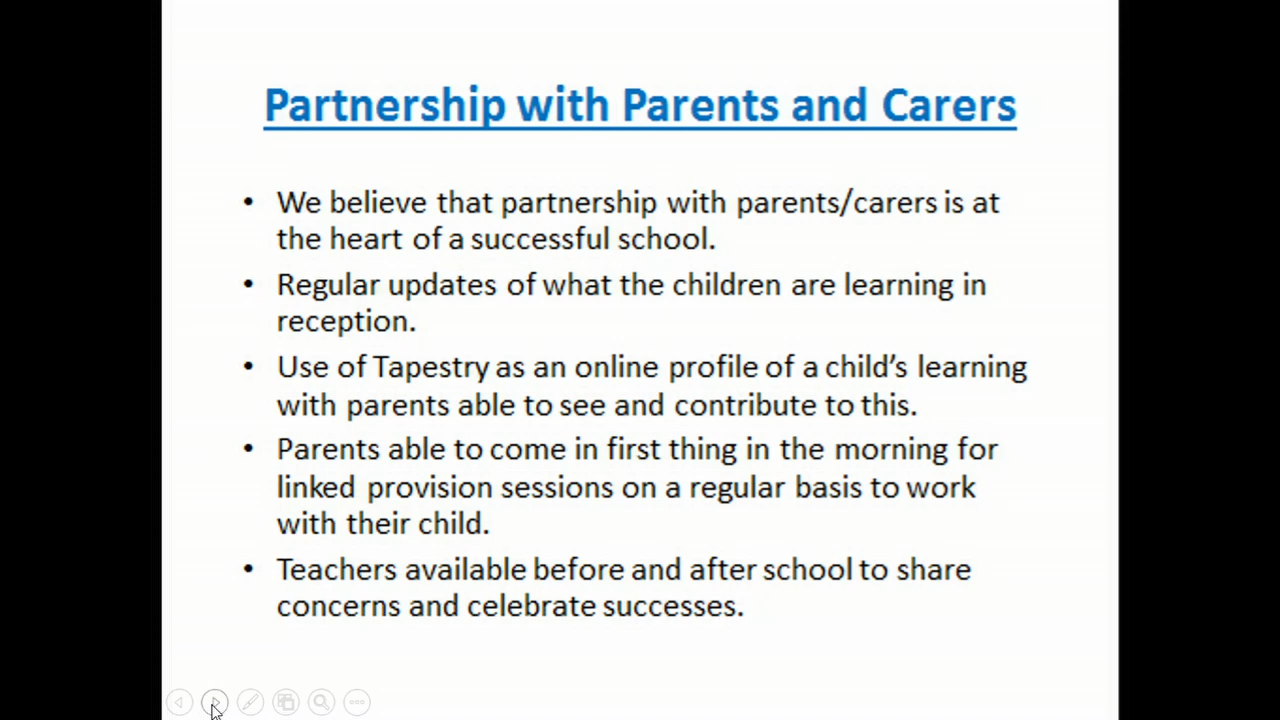 Partnership with Parents and Carers
• We believe that partnership with parents/carers is at
the heart of a successful school.
• Regular updates of what the children are learning in
reception.
• Use of Tapestry as an online profile of a child’s learning
with parents able to see and contribute to this.
• Parents able to come in first thing in the morning for
linked provision sessions on a regular basis to work
with their child.
• Teachers available before and after school to share
concerns and celebrate successes.